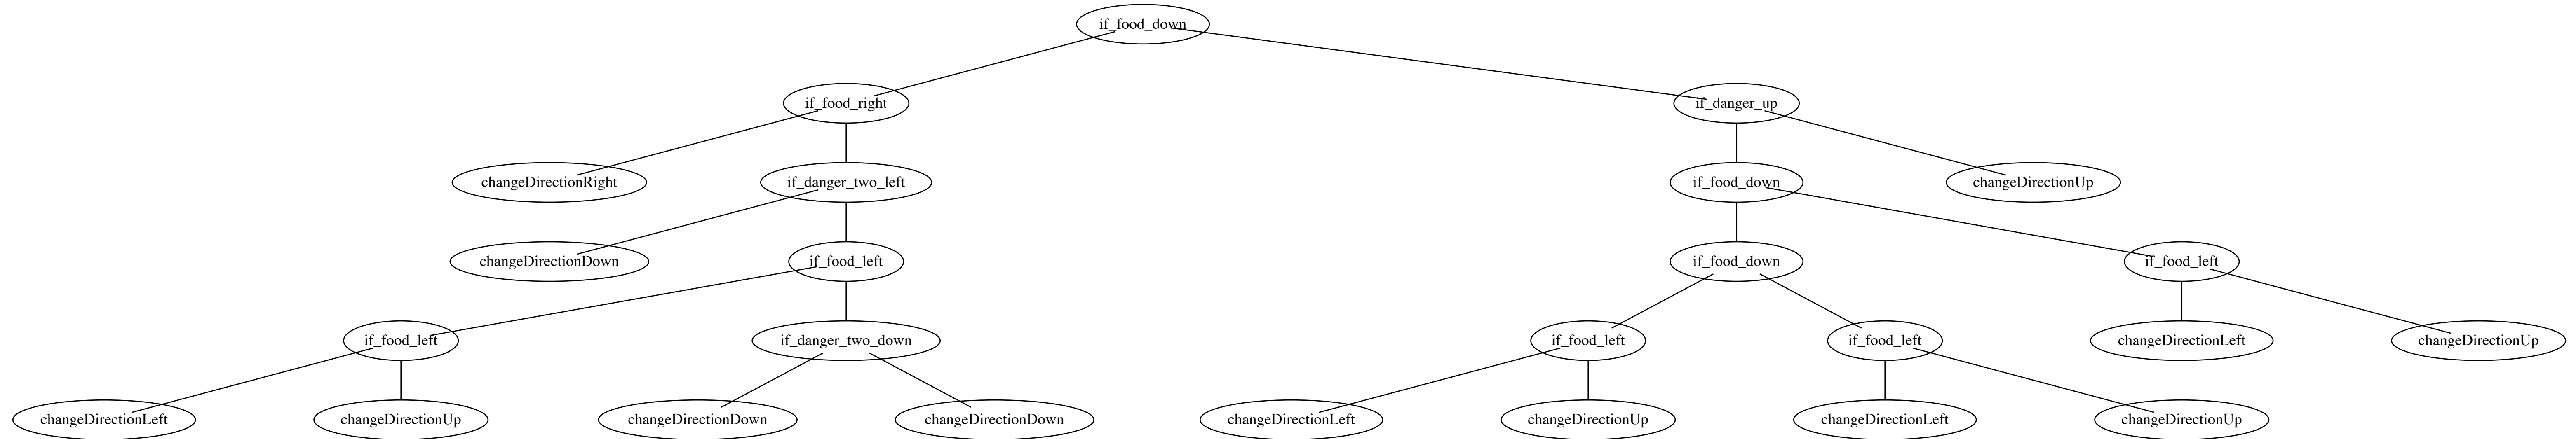 if_food_down
if_food_right
if_danger_up
changeDirectionRight
if_danger_two_left
if_food_down
changeDirectionUp
changeDirectionDown
if_food_left
if_food_down
if_food_left
if_food_left
if_danger_two_down
if_food_left
if_food_left
changeDirectionLeft
changeDirectionUp
changeDirectionLeft
changeDirectionUp
changeDirectionDown
changeDirectionDown
changeDirectionLeft
changeDirectionUp
changeDirectionLeft
changeDirectionUp